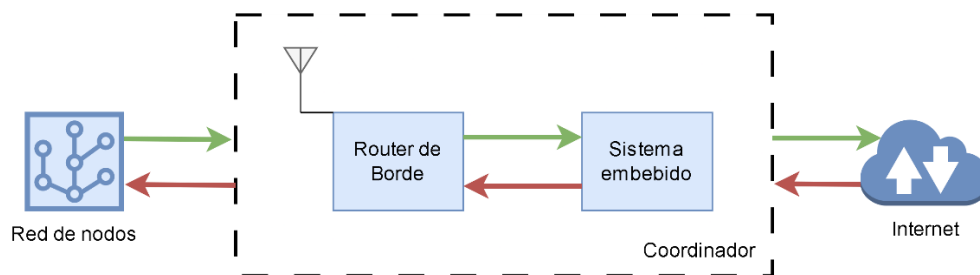 Router de
Borde
Sistema
embebido
Red de nodos
Internet
Coordinador